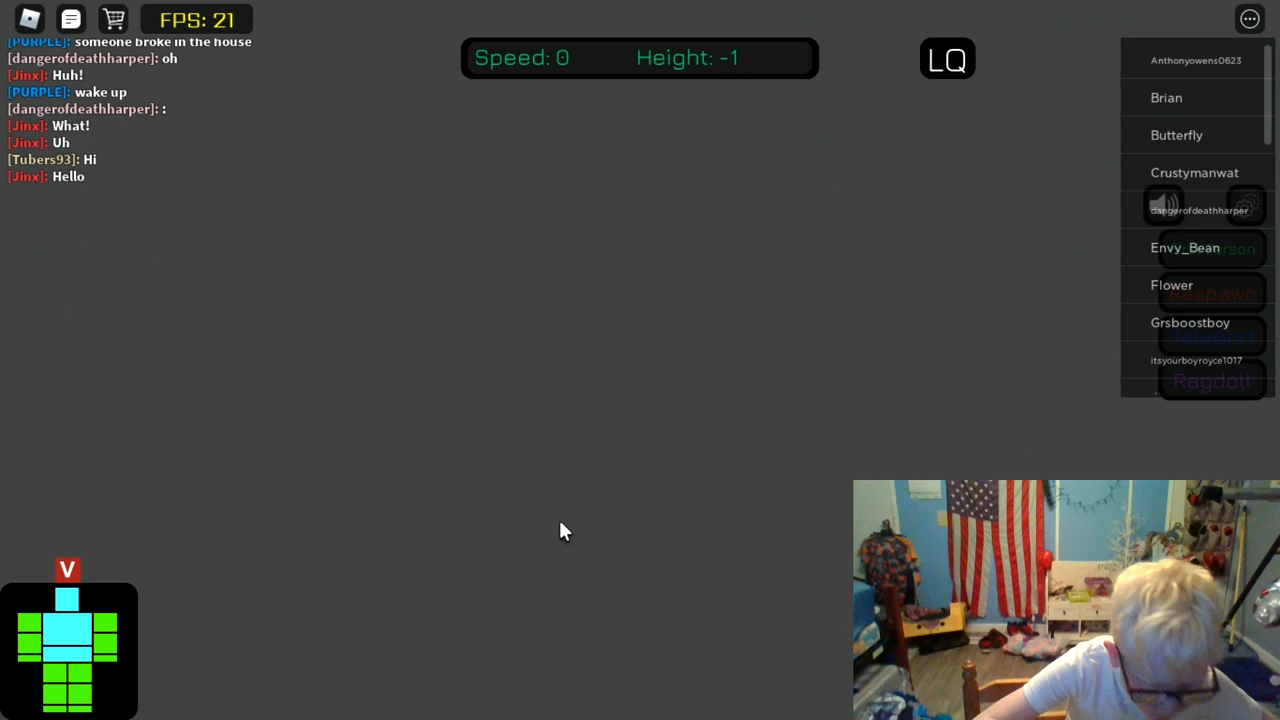 FPS: 21
[PURPLE]: someone broke in the house
[dangerofdeathharper]: oh
[Jinx]: Huh!
[PURPLE]: wake up
[dangerofdeathharper]: :
[Jinx]: What!
[Jinx]: Uh
[Tubers93]: Hi
[Jinx]: Hello
Speed: 0 Height: -1
LQ
Anthonyowens0623
Brian
Butterfly
Crustymanwat
dangerofdeathharper
Envy_Bean
Flower
Respawn
Grsboostboy
itsyourboyroyce1017
Ragdoll
V